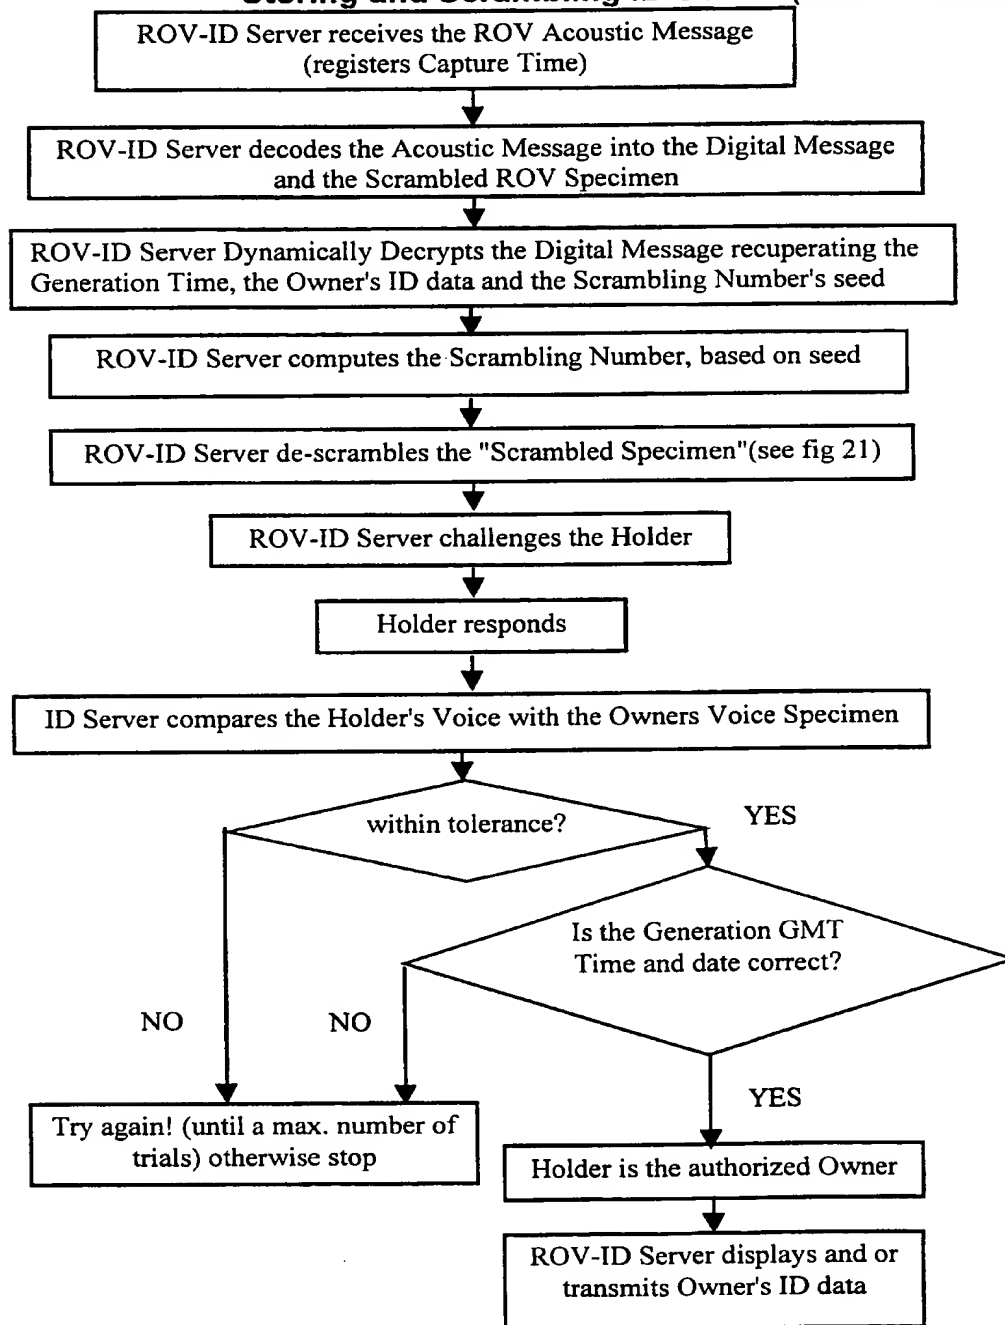 Storing and Scrambling
ROV-ID Server receives the ROV Acoustic Message
(registers Capture Time)
ROV-ID Server decodes the Acoustic Message into the Digital Message
and the Scrambled ROV Specimen
ROV-ID Server Dynamically Decrypts the Digital Message recuperating the
Generation Time, the Owner's ID data and the Scrambling Number's seed
ROV-ID Server computes the Scrambling Number, based on seed
ROV-ID Server de-scrambles the "Scrambled Specimen"(see fig 21)
ROV-ID Server challenges the Holder
Holder responds
ID Server compares the Holder's Voice with the Owners Voice Specimen
within tolerance?
YES
Is the Generation GMT
Time and date correct?
NO
NO
YES
Try again! (until a max. number of
trials) otherwise stop
Holder is the authorized Owner
ROV-ID Server displays and or
transmits Owner's ID data